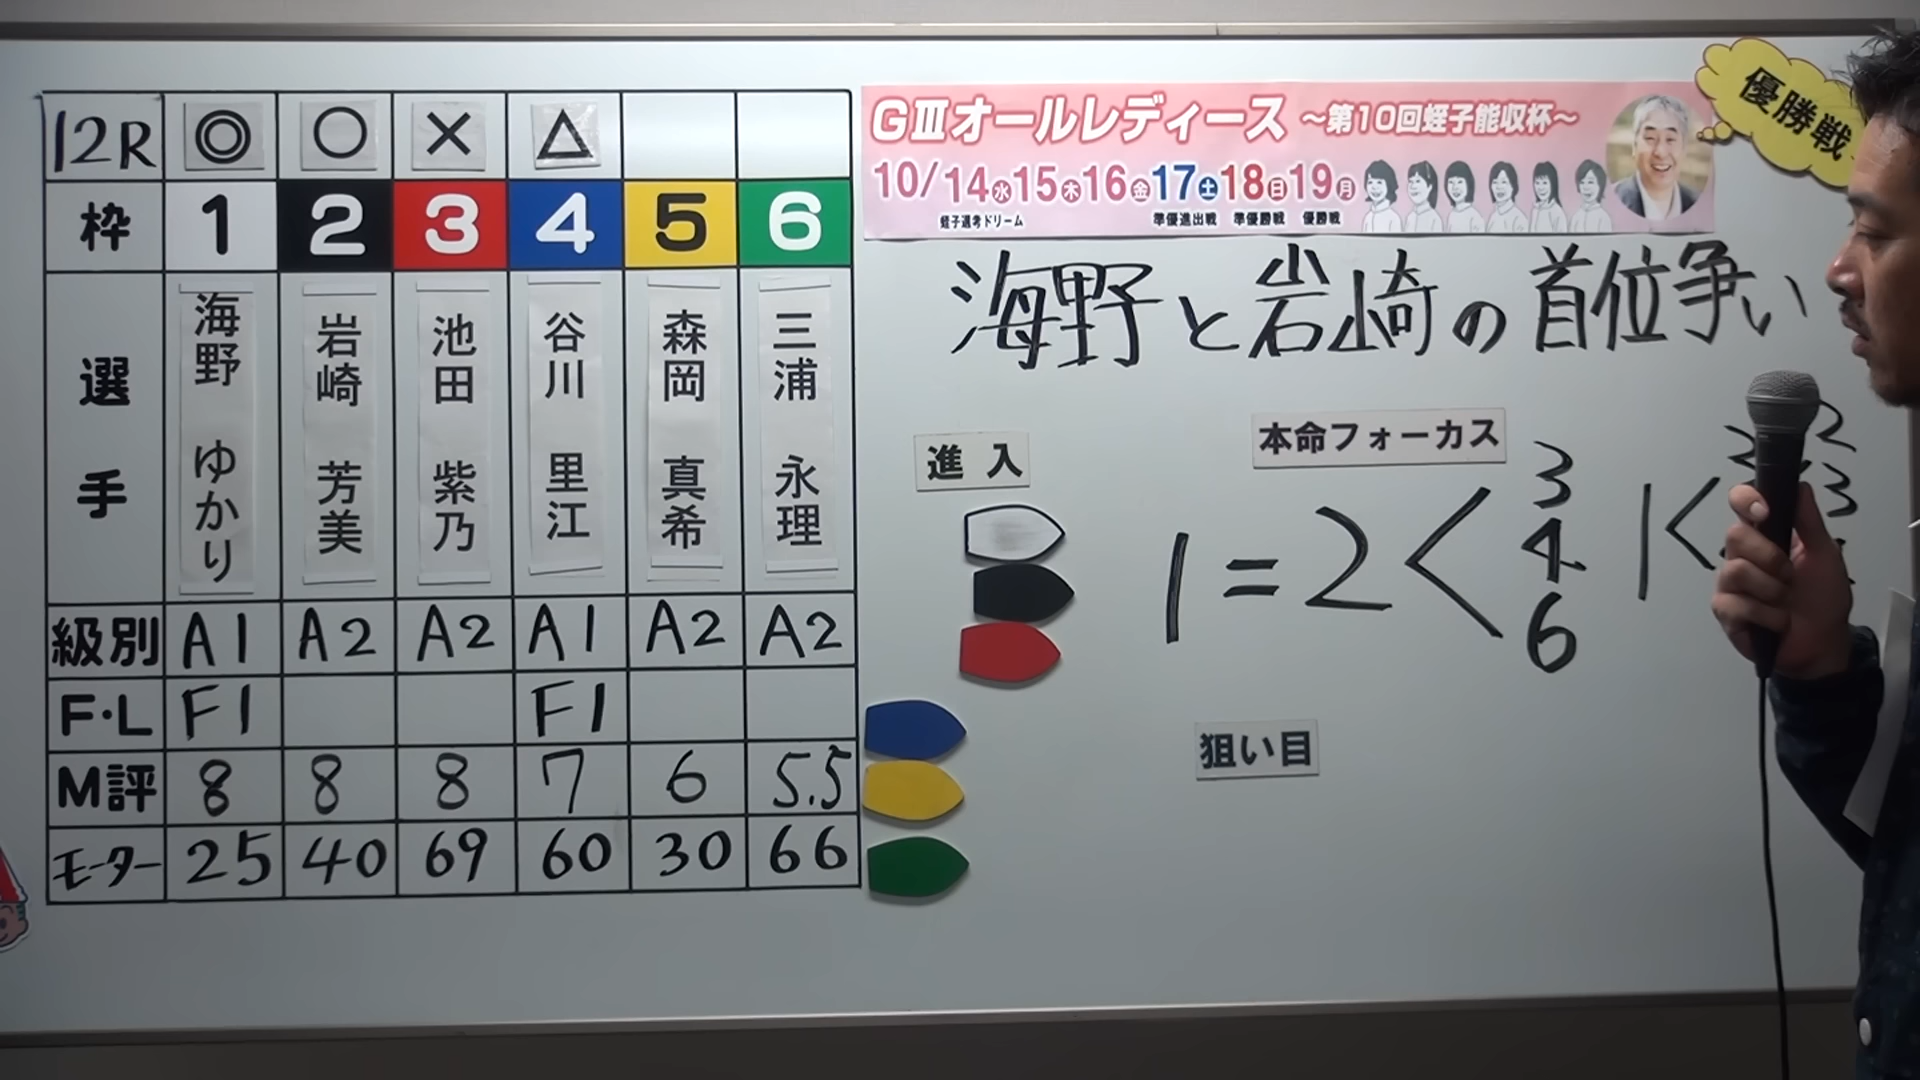 12R ◎ ○ × △
枠 1 2 3 4 5 6
選手 海野 ゆかり 岩崎 芳美 池田 紫乃 谷川 里江 森岡 真希 三浦 永理
級別 A1 A2 A2 A1 A2 A2
F・L F1 F1
M評 8 8 8 7 6 5.5
モーター 25 40 69 60 30 66
GⅢオールレディース ～第10回蛭子能収杯～
10/14水15木16金17土18日19月
蛭子選考ドリーム 準優進出戦 準優勝戦 優勝戦
優勝戦
海野と岩崎の首位争い
進入
本命フォーカス
1=2<3 4 6
1<
狙い目